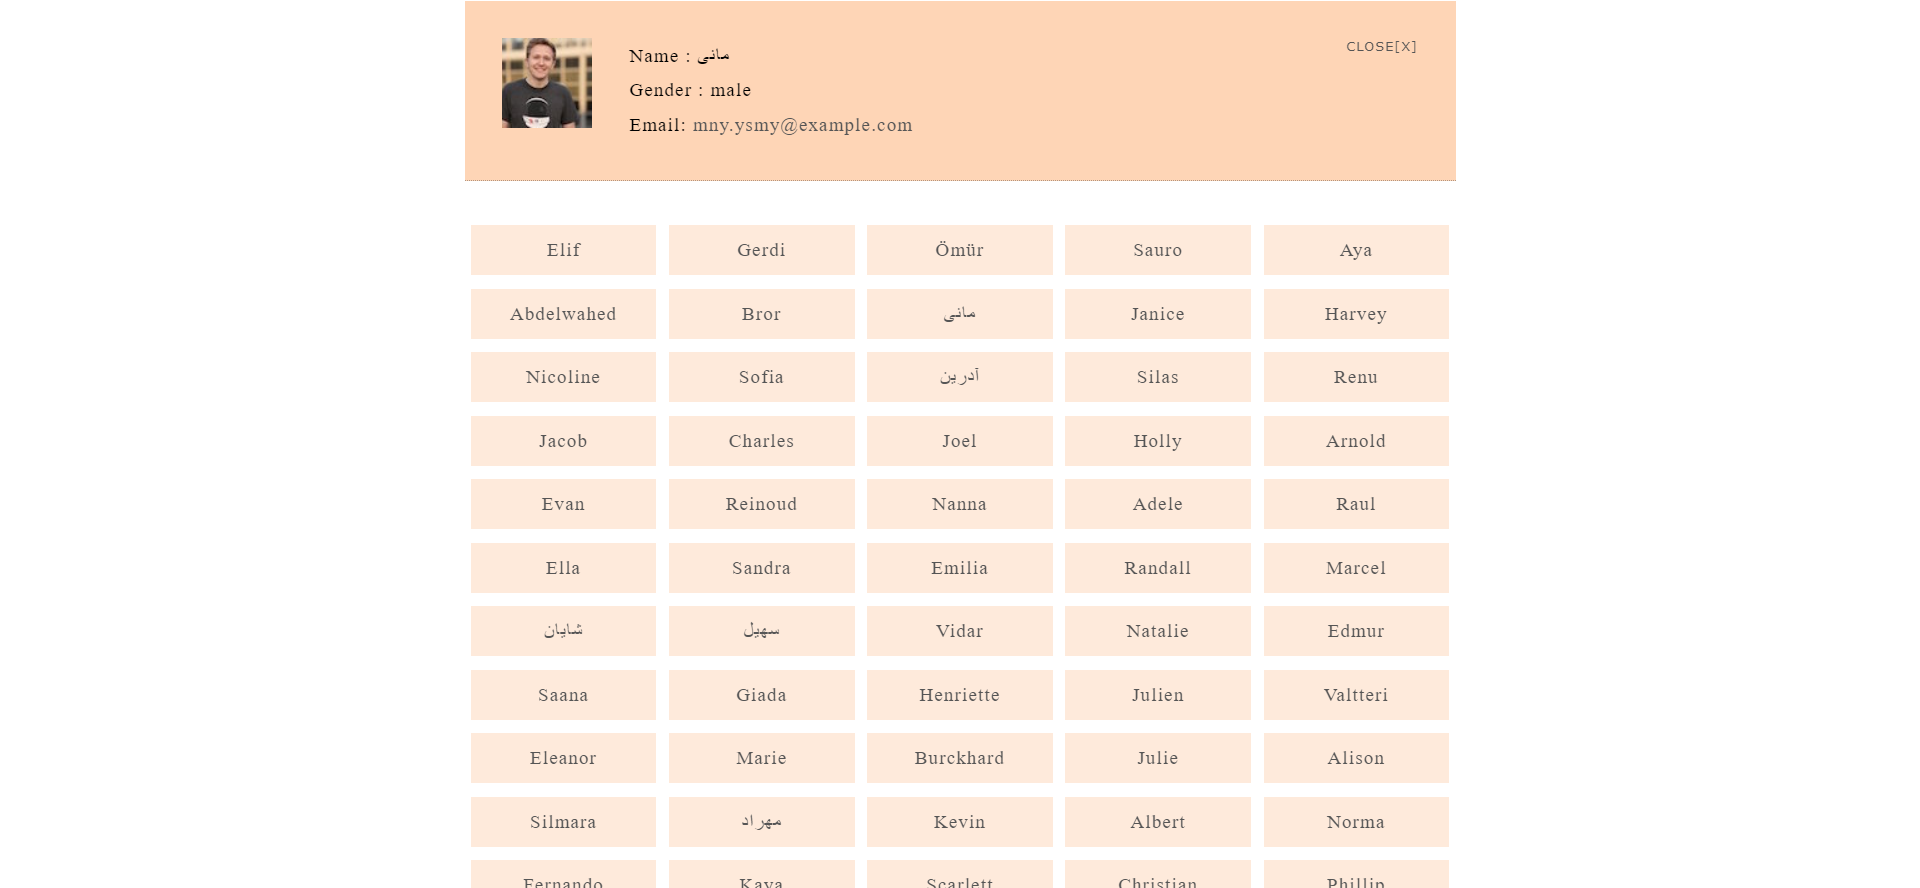 Name : مانی
CLOSE[X]
Gender : male
Email: mny.ysmy@example.com
Elif Gerdi Ömür Sauro Aya
Abdelwahed Bror مانی Janice Harvey
Nicoline Sofia آدرین Silas Renu
Jacob Charles Joel Holly Arnold
Evan Reinoud Nanna Adele Raul
Ella Sandra Emilia Randall Marcel
شایان سهیل Vidar Natalie Edmur
Saana Giada Henriette Julien Valtteri
Eleanor Marie Burckhard Julie Alison
Silmara مهراد Kevin Albert Norma
Fernando Kaya Scarlett Christian Phillip